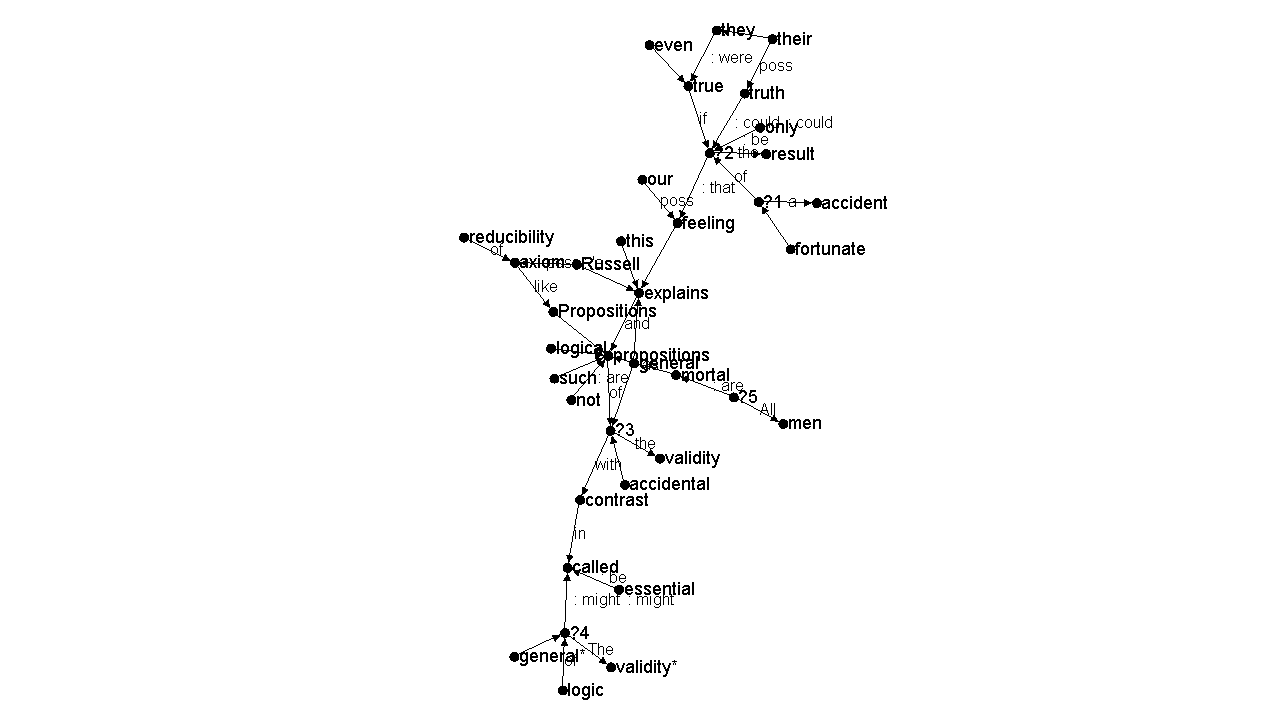 they
their
even
: were
poss
true
truth
if
: could
: could
only
be
?2
the
result
of
our
: that
poss
?1
a
accident
feeling
reducibility
this
fortunate
of
axiom
Russell
like
explains
Propositions
and
logical
propositions
general
such
: are
mortal
not
of
are
?5
All
men
?3
the
with
validity
accidental
contrast
in
called
be
essential
: might
: might
?4
The
general*
of
validity*
logic